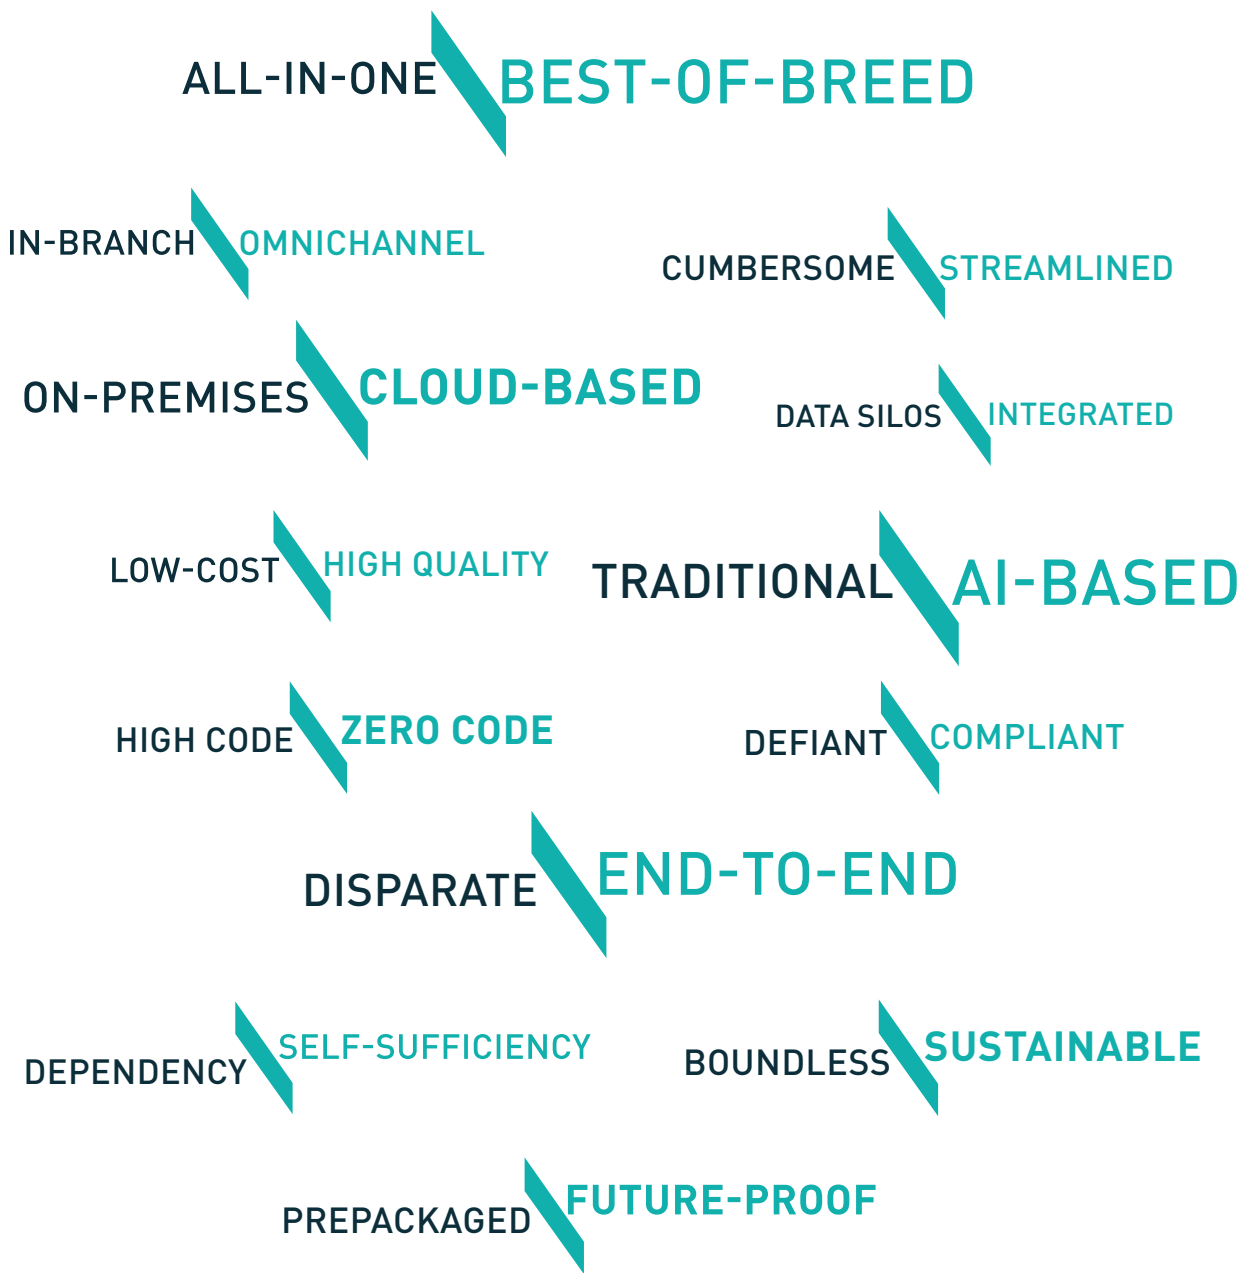 ALL-IN-ONE BEST-OF-BREED
IN-BRANCH OMNICHANNEL
CUMBERSOME STREAMLINED
ON-PREMISES CLOUD-BASED
DATA SILOS INTEGRATED
LOW-COST HIGH QUALITY
TRADITIONAL AI-BASED
HIGH CODE ZERO CODE
DEFIANT COMPLIANT
DISPARATE END-TO-END
DEPENDENCY SELF-SUFFICIENCY
BOUNDLESS SUSTAINABLE
PREPACKAGED FUTURE-PROOF